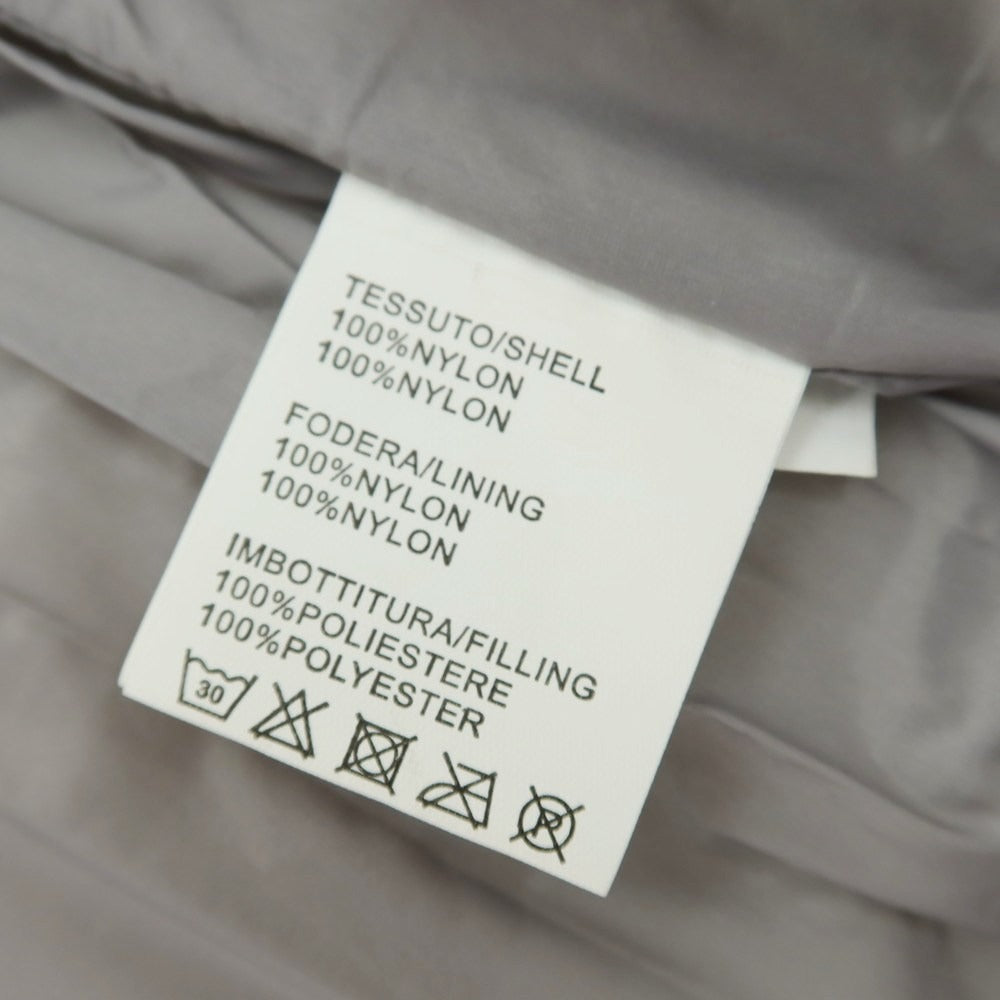 TESSUTO/SHELL
100%NYLON
100%NYLON
FODERA/LINING
100%NYLON
100%NYLON
IMBOTTITURA/FILLING
100%POLIESTERE
100%POLYESTER
30
P